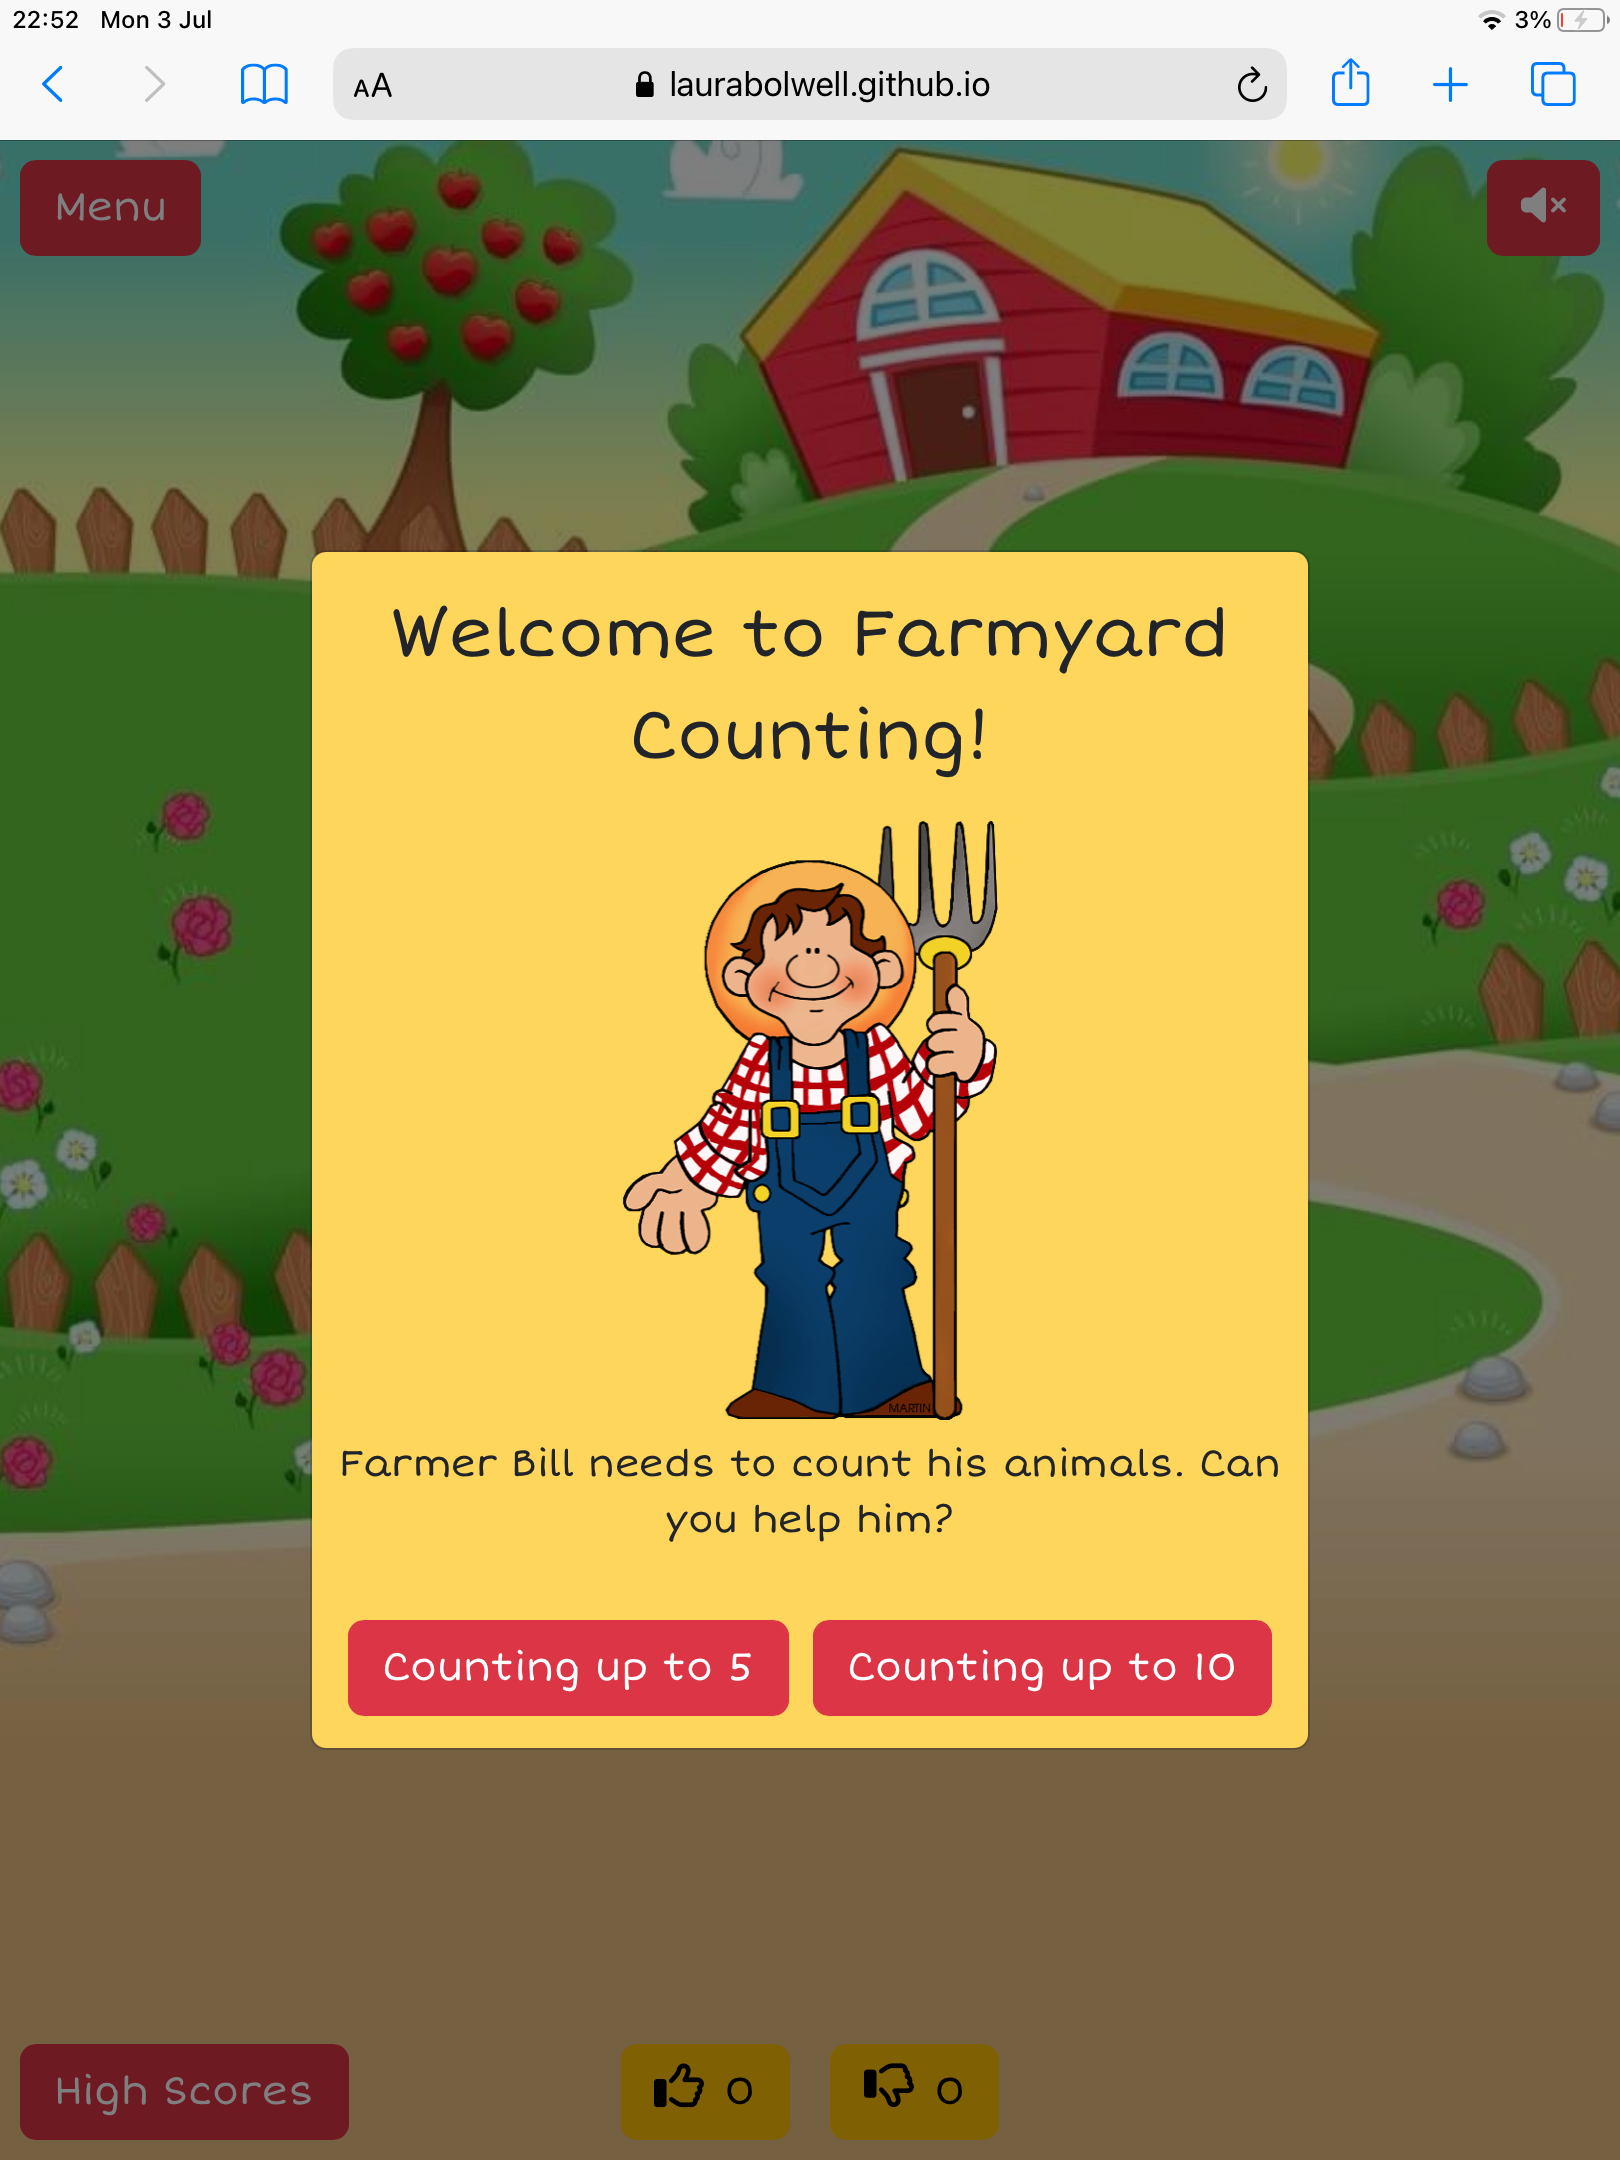 22:52 Mon 3 Jul
3%
AA
laurabolwell.github.io
Menu
Welcome to Farmyard
Counting!
MARTIN
Farmer Bill needs to count his animals. Can
you help him?
Counting up to 5
Counting up to 10
High Scores
0
0